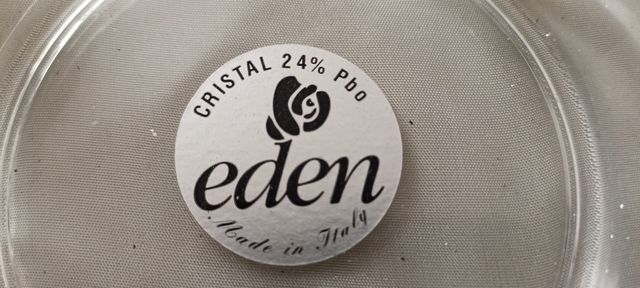 CRISTAL 24% Pbo
eden
Made in Italy